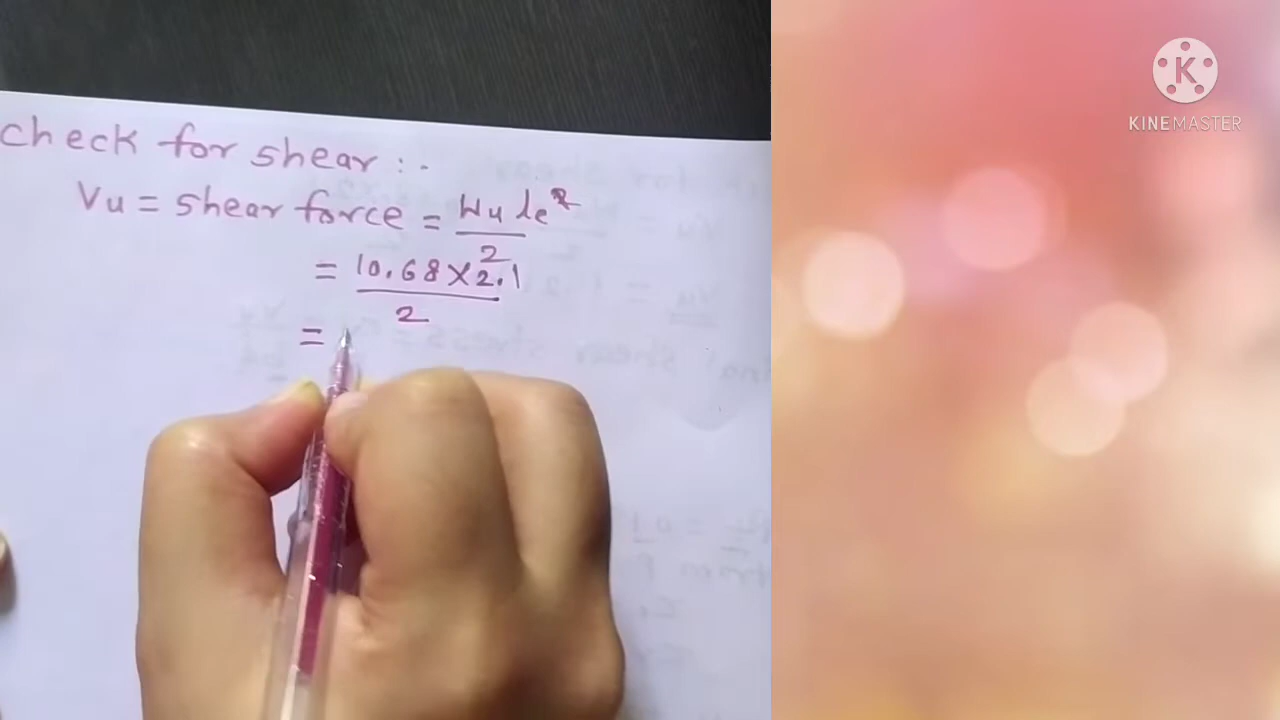 check for shear :-
Vu = shear force = Wu le
2
= 10.68 × 2.1
2
=
K
KINEMASTER